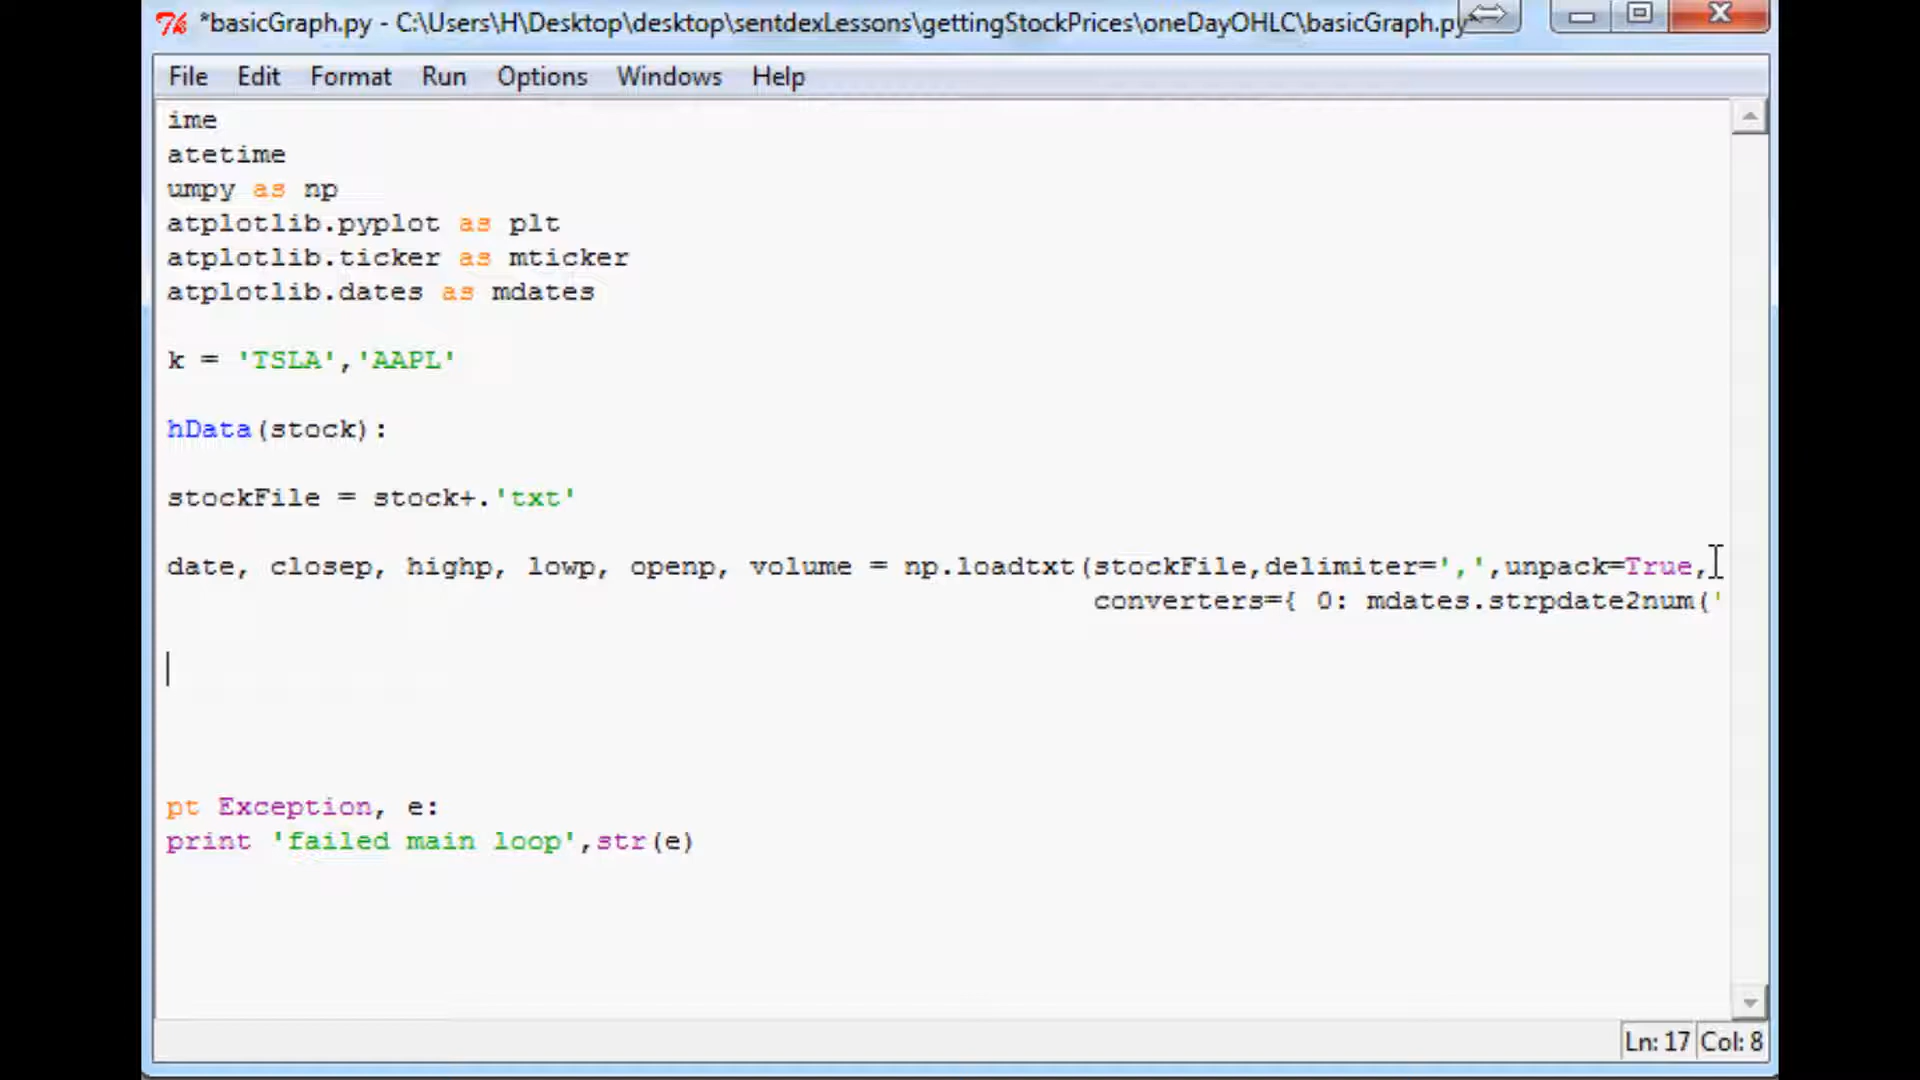 *basicGraph.py - C:\Users\H\Desktop\desktop\sentdexLessons\gettingStockPrices\oneDayOHLC\basicGraph.py*
File Edit Format Run Options Windows Help
ime
atetime
umpy as np
atplotlib.pyplot as plt
atplotlib.ticker as mticker
atplotlib.dates as mdates
k = 'TSLA','AAPL'
hData(stock):
stockFile = stock+.'txt'
date, closep, highp, lowp, openp, volume = np.loadtxt(stockFile,delimiter=',',unpack=True,
converters={ 0: mdates.strpdate2num('
pt Exception, e:
print 'failed main loop',str(e)
Ln: 17 Col: 8